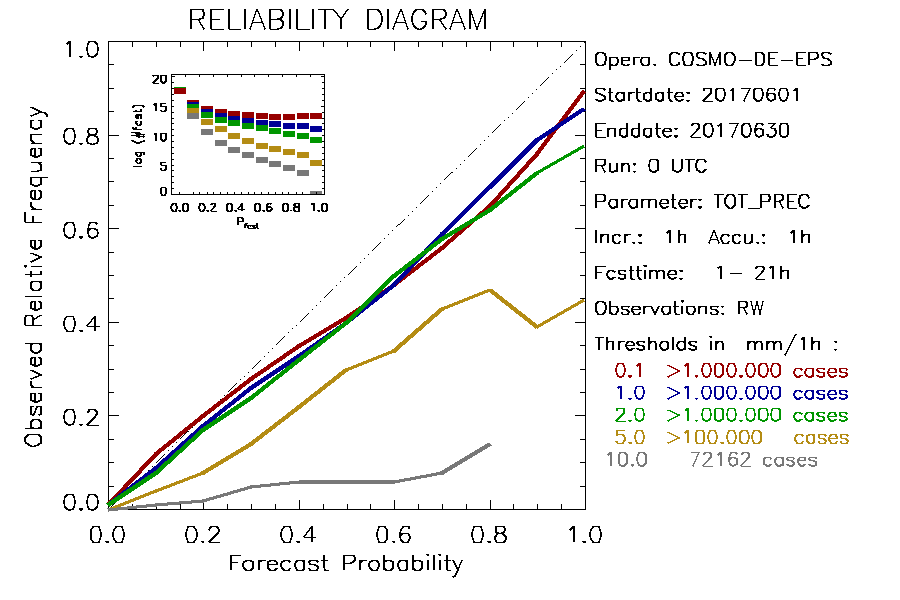 RELIABILITY DIAGRAM
1.0
0.8
0.6
0.4
0.2
0.0
Observed Relative Frequency
0.0 0.2 0.4 0.6 0.8 1.0
Forecast Probability
20
15
10
5
0
log (#fcst)
0.0 0.2 0.4 0.6 0.8 1.0
Pfcst
Opera. COSMO-DE-EPS
Startdate: 20170601
Enddate: 20170630
Run: 0 UTC
Parameter: TOT_PREC
Incr.: 1h Accu.: 1h
Fcsttime: 1- 21h
Observations: RW
Thresholds in mm/1h :
0.1 >1.000.000 cases
1.0 >1.000.000 cases
2.0 >1.000.000 cases
5.0 >100.000 cases
10.0 72162 cases